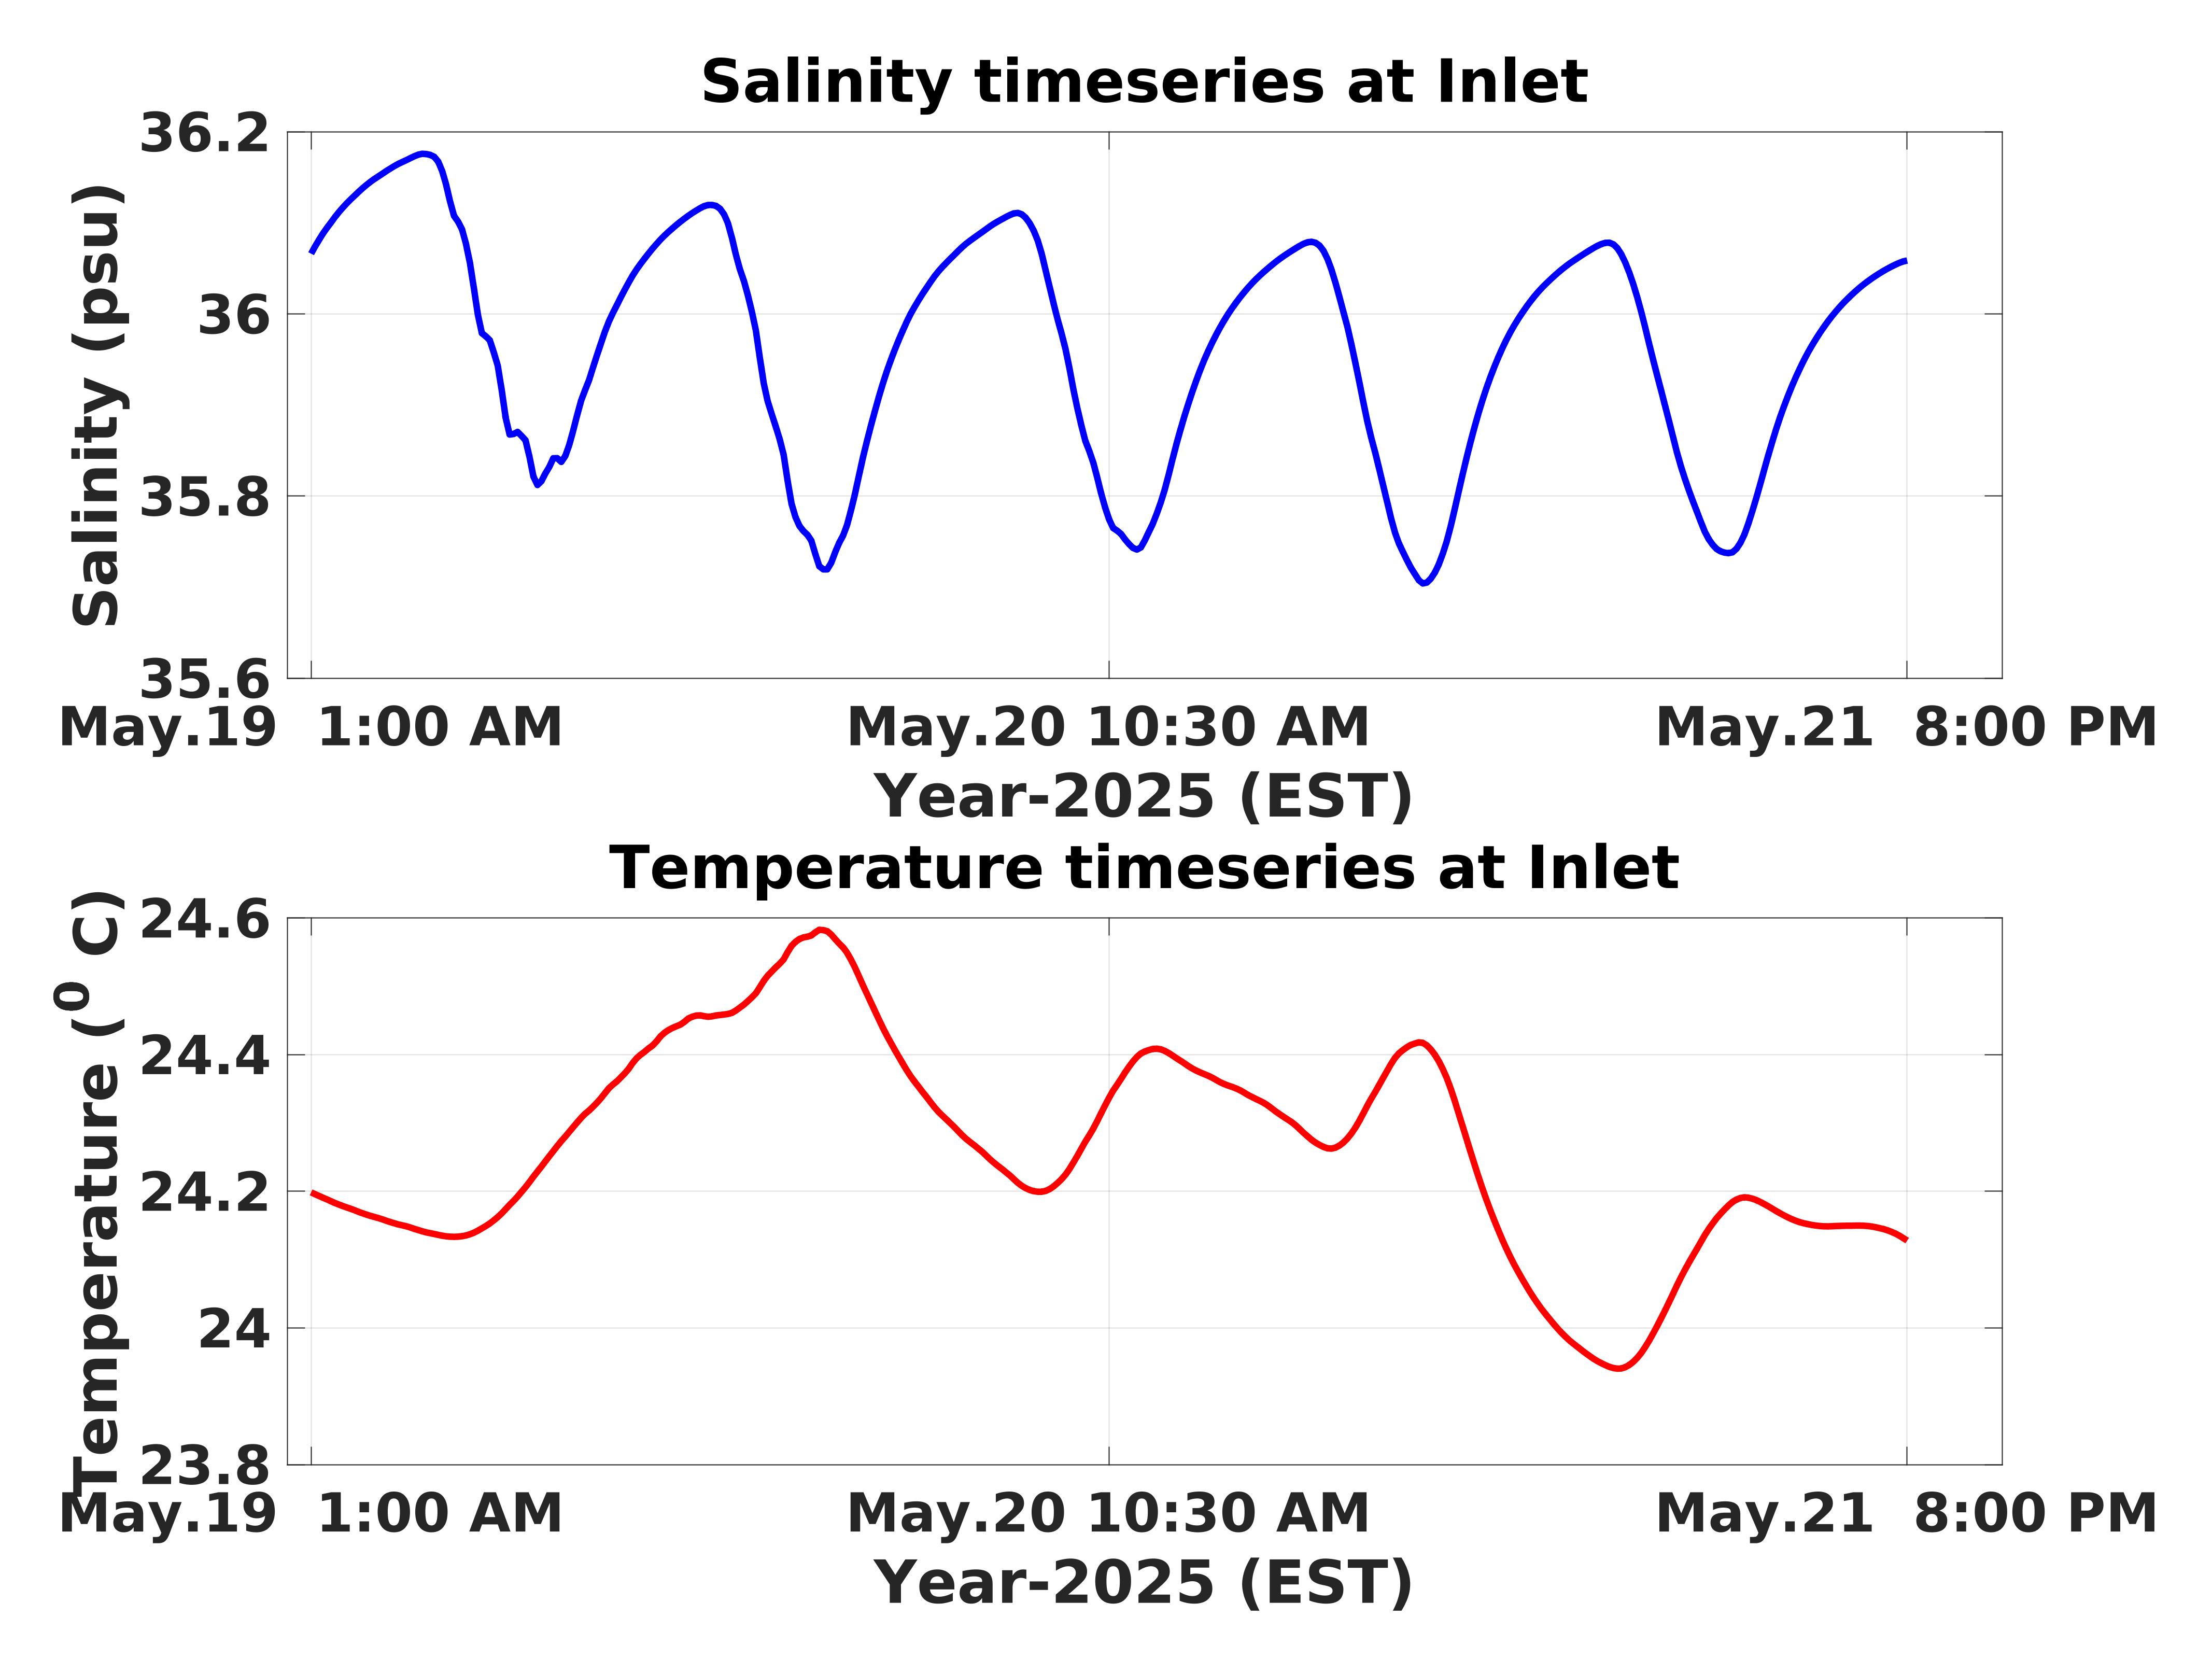 Salinity timeseries at Inlet
Salinity (psu)
36.2
36
35.8
35.6
May.19  1:00 AM
May.20 10:30 AM
May.21  8:00 PM
Year-2025 (EST)
Temperature timeseries at Inlet
Temperature (⁰ C)
24.6
24.4
24.2
24
23.8
May.19  1:00 AM
May.20 10:30 AM
May.21  8:00 PM
Year-2025 (EST)